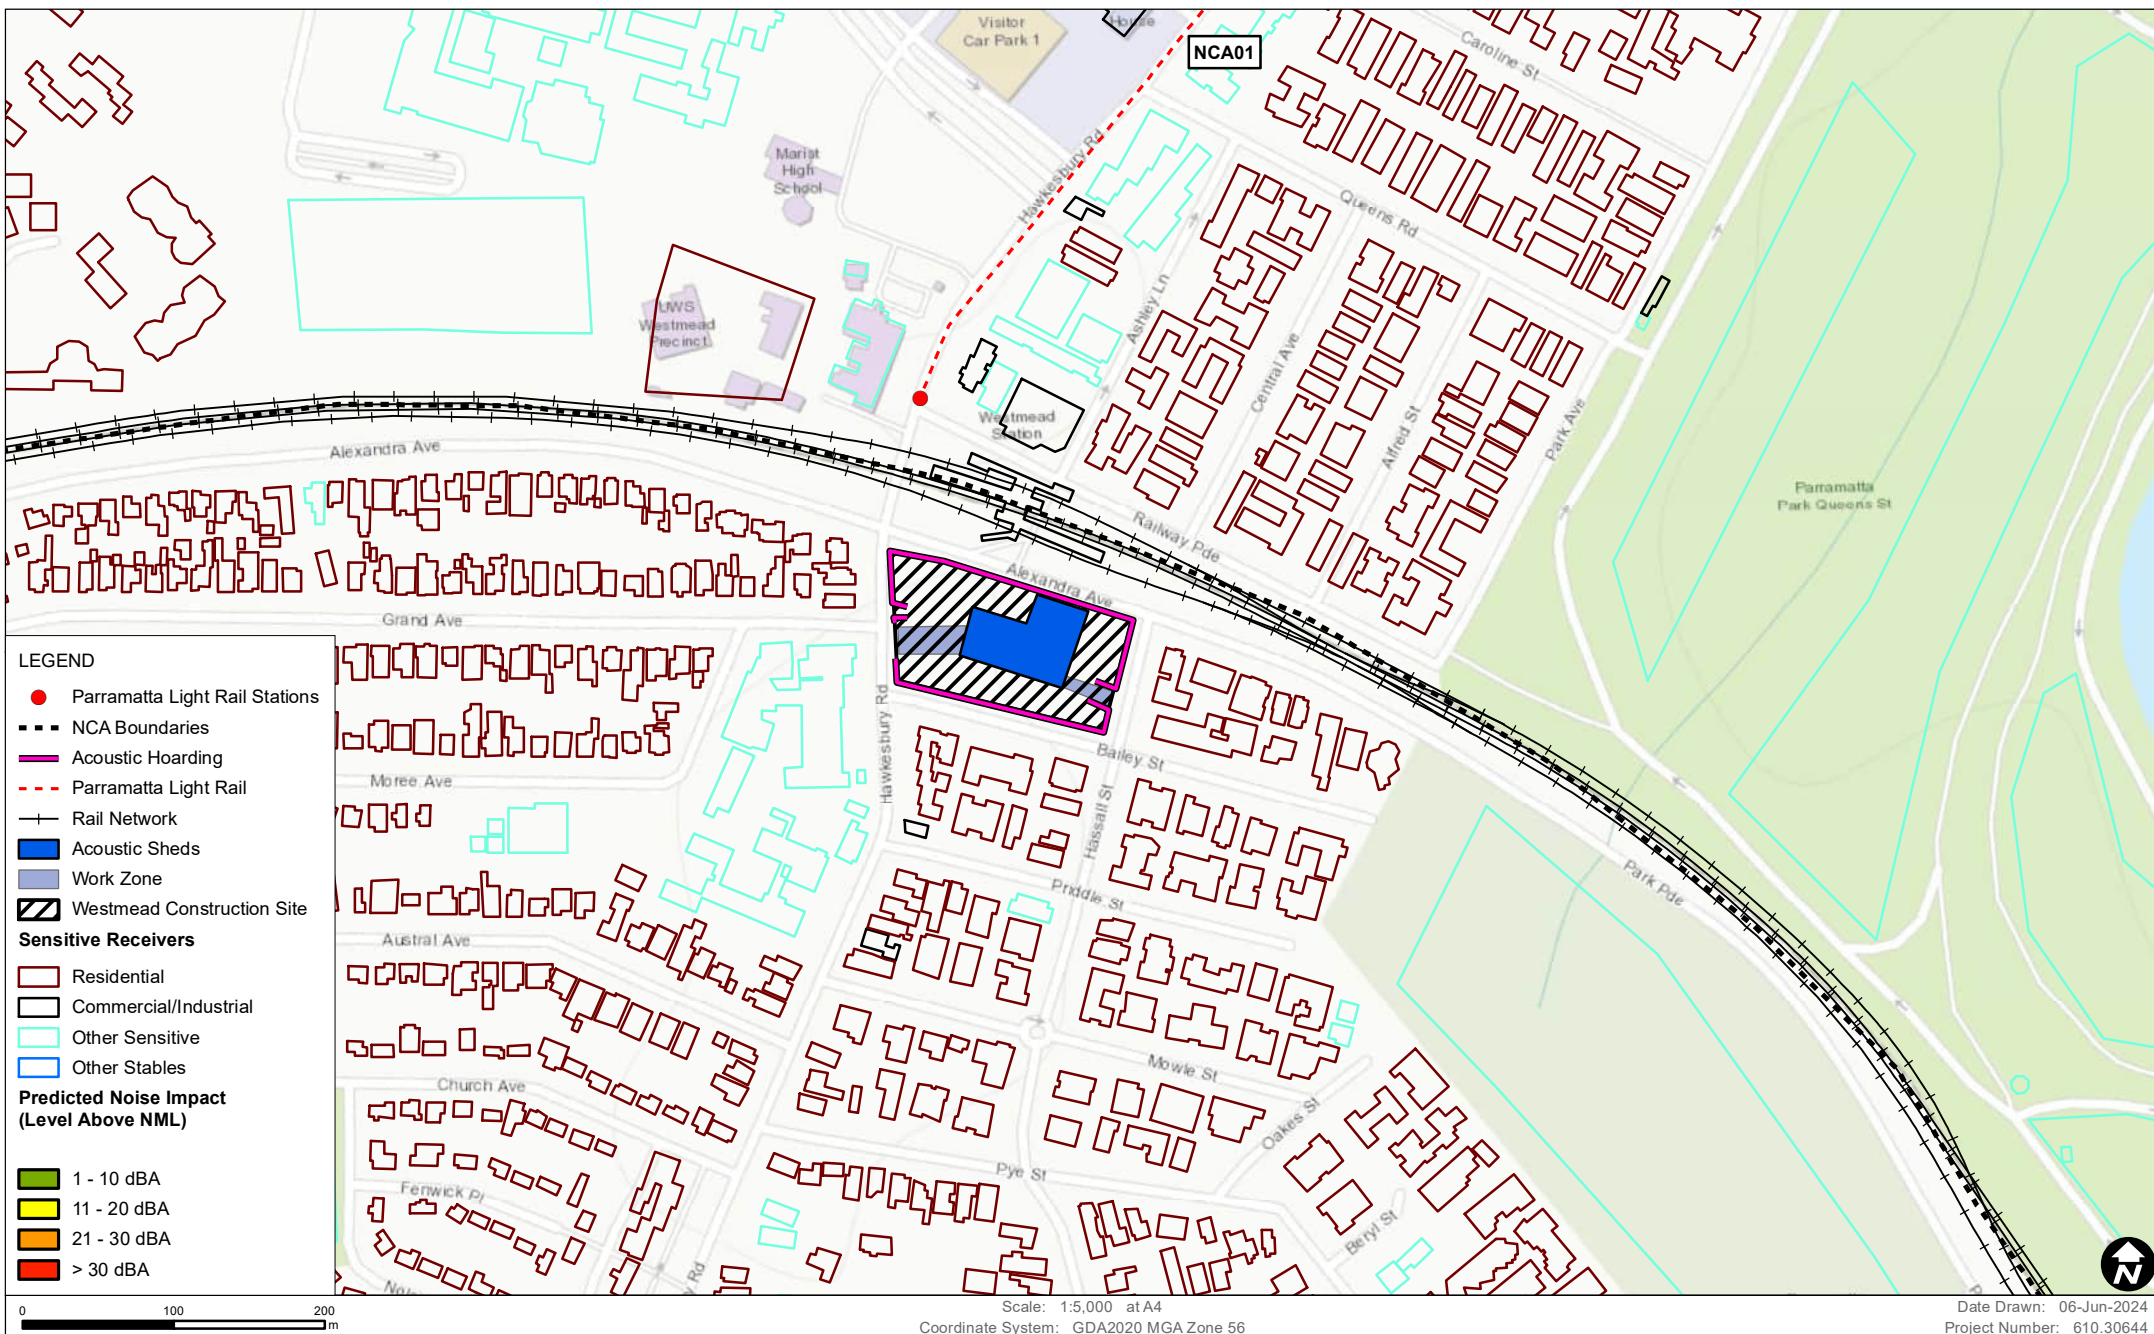 Visitor
Car Park 1
House
NCA01
Caroline St
Hawkesbury Rd
Marist
High
School
Queens Rd
UWS
Westmead
Precinct
Ashley Ln
Central Ave
Westmead
Station
Alfred St
Park Ave
Alexandra Ave
Parramatta
Park Queens St
Railway Pde
Alexandra Ave
Grand Ave
Hawkesbury Rd
Bailey St
Moree Ave
Hassall St
Priddle St
Park Pde
Austral Ave
Mowle St
Church Ave
Oakes St
Pye St
Fenwick Pl
Beryl St
y Rd
LEGEND
Parramatta Light Rail Stations
NCA Boundaries
Acoustic Hoarding
Parramatta Light Rail
Rail Network
Acoustic Sheds
Work Zone
Westmead Construction Site
Sensitive Receivers
Residential
Commercial/Industrial
Other Sensitive
Other Stables
Predicted Noise Impact
(Level Above NML)
1 - 10 dBA
11 - 20 dBA
21 - 30 dBA
> 30 dBA
N
0 100 200
m
Scale: 1:5,000 at A4
Coordinate System: GDA2020 MGA Zone 56
Date Drawn: 06-Jun-2024
Project Number: 610.30644